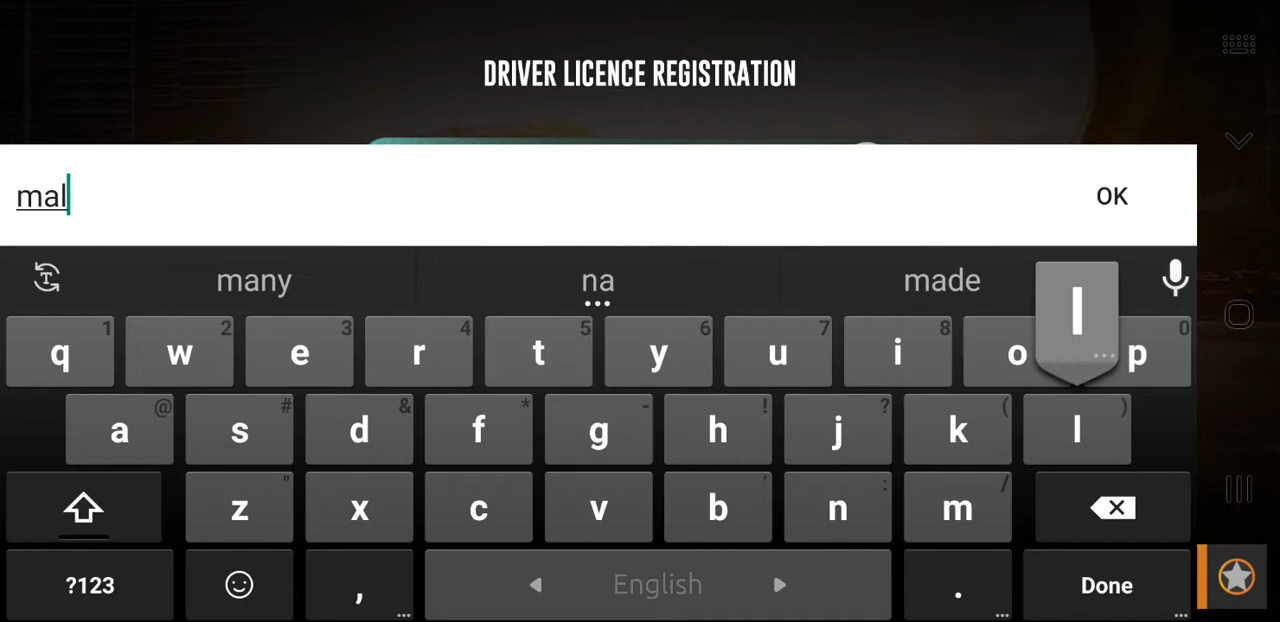 DRIVER LICENCE REGISTRATION
mal
OK
many na made
l
q 1 w 2 e 3 r 4 t 5 y 6 u 7 i 8 o p 0
a @ s # d & f * g - h ! j ? k ( l )
z " x c v b ' n : m /
?123 , English . Done